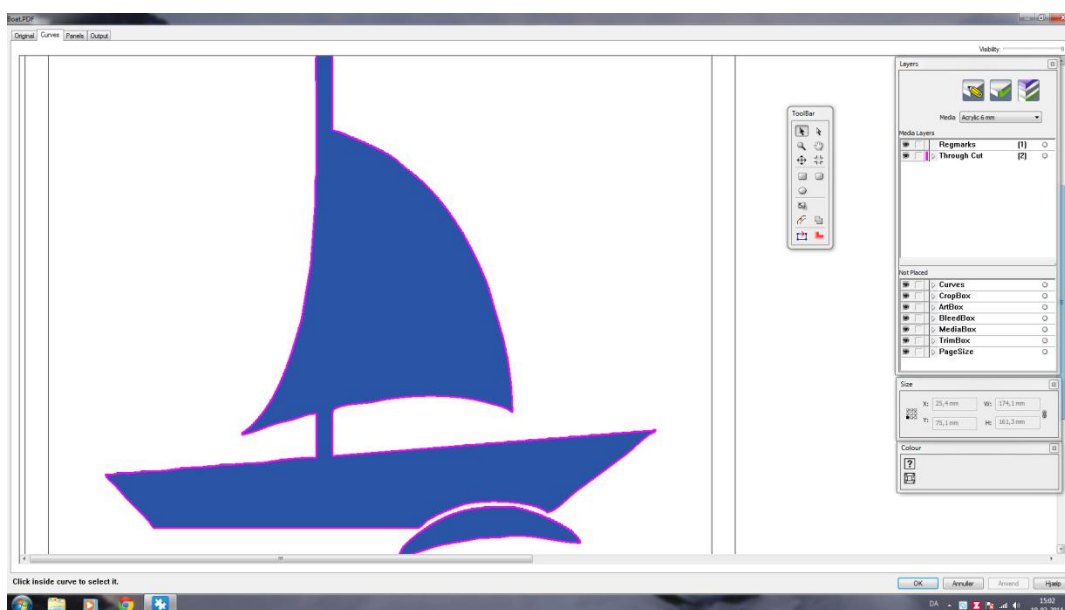 Boat.PDF
Original Curves Panels Output
Visibility
Layers
Media Acrylic 6 mm
Media Layers
Regmarks (1)
Through Cut (2)
Not Placed
Curves
CropBox
ArtBox
BleedBox
MediaBox
TrimBox
PageSize
Size
X: 25,4 mm W: 174,1 mm
Y: 75,1 mm H: 161,3 mm
Colour
?
ToolBar
Click inside curve to select it.
OK Annuller Anvend Hjælp
DA 15:02